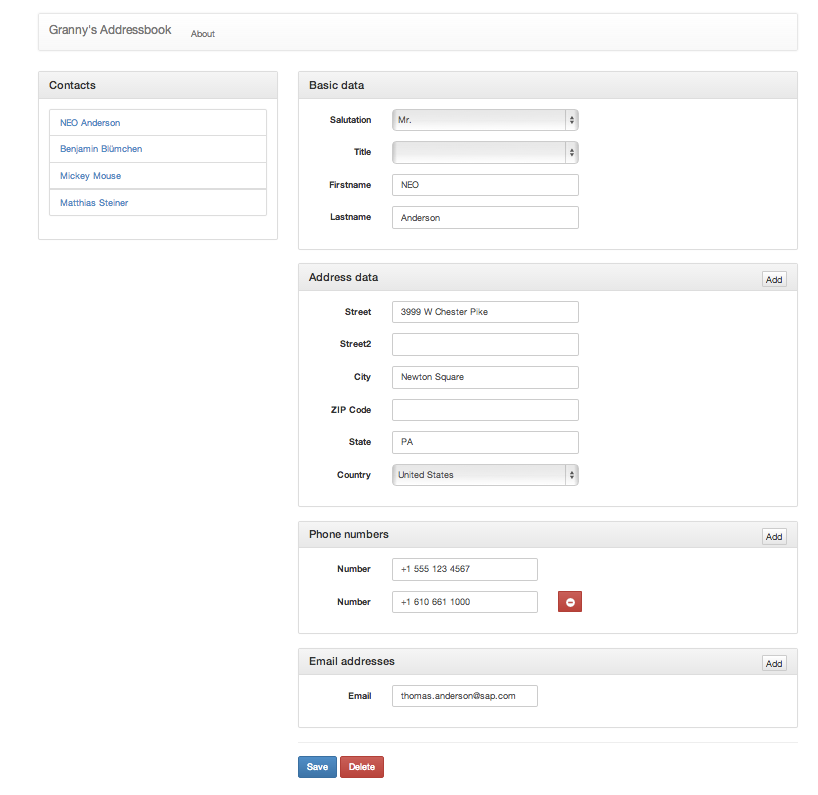 Granny's Addressbook About
Contacts
NEO Anderson
Benjamin Blümchen
Mickey Mouse
Matthias Steiner
Basic data
Salutation Mr.
Title
Firstname NEO
Lastname Anderson
Address data Add
Street 3999 W Chester Pike
Street2
City Newton Square
ZIP Code
State PA
Country United States
Phone numbers Add
Number +1 555 123 4567
Number +1 610 661 1000
Email addresses Add
Email thomas.anderson@sap.com
Save Delete